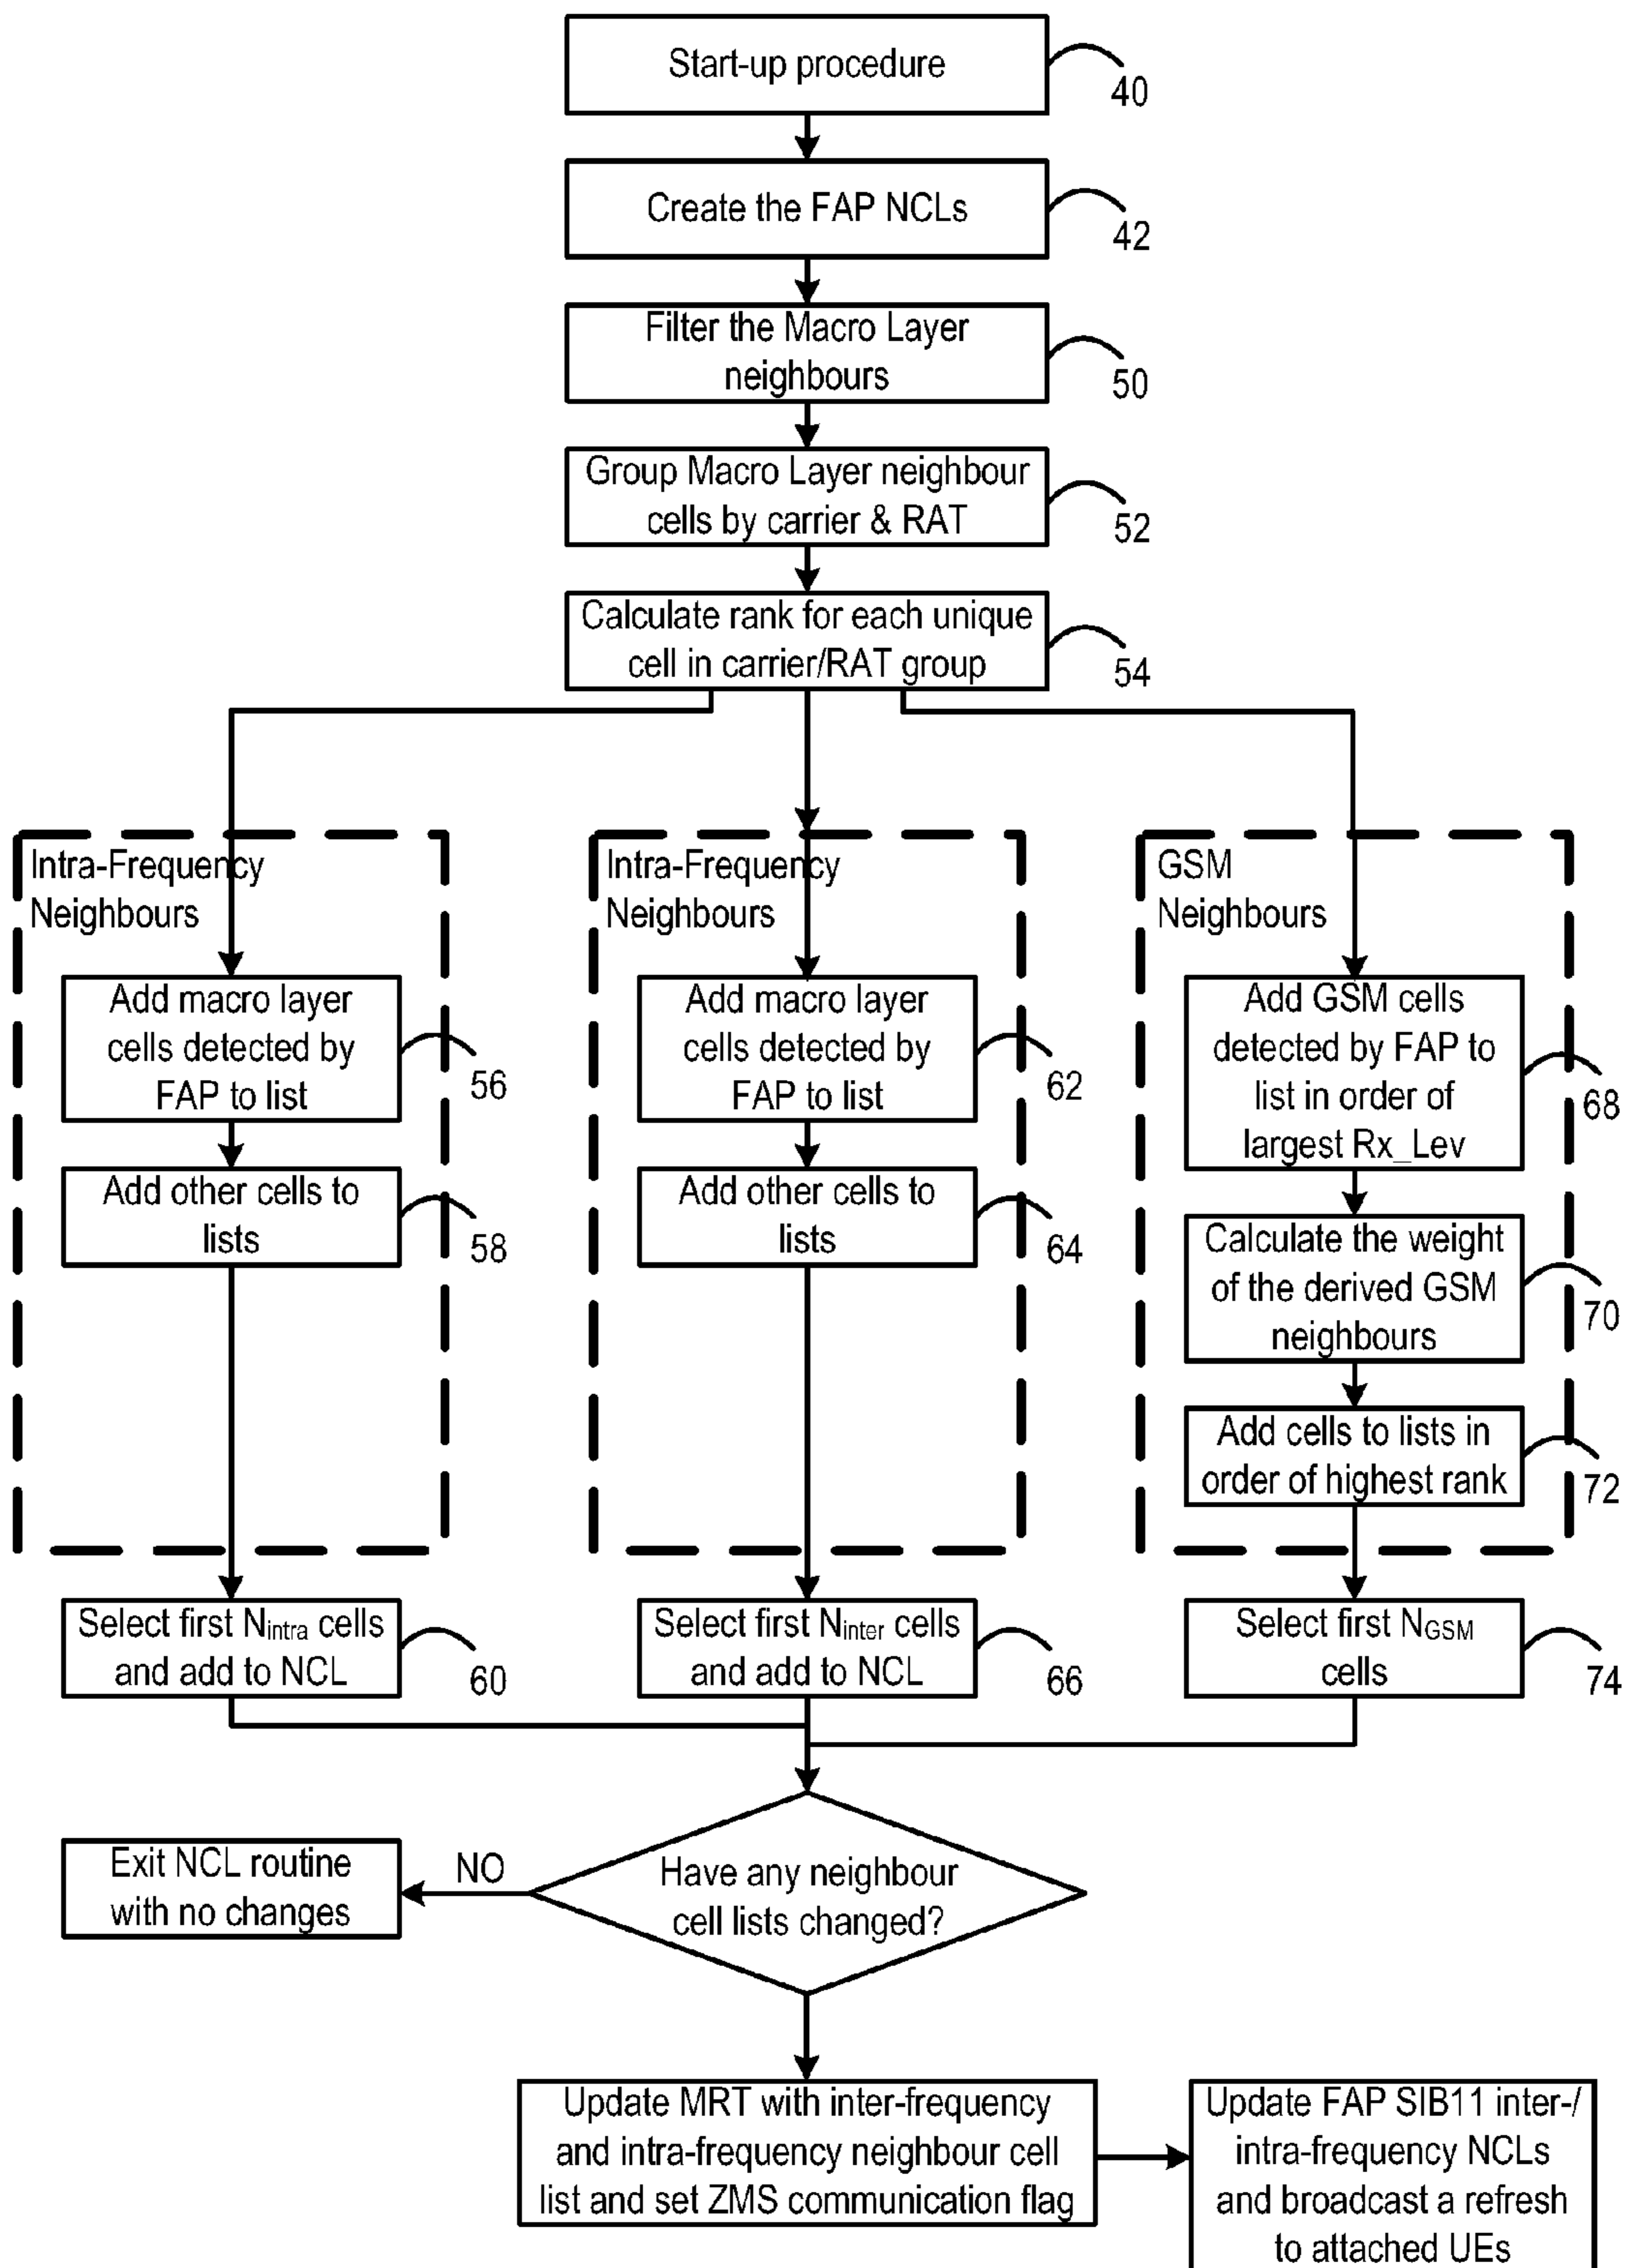 Start-up procedure
40
Create the FAP NCLs
42
Filter the Macro Layer
neighbours
50
Group Macro Layer neighbour
cells by carrier & RAT
52
Calculate rank for each unique
cell in carrier/RAT group
54
Intra-Frequency
Neighbours
Add macro layer
cells detected by
FAP to list
56
Add other cells to
lists
58
Select first Nintra cells
and add to NCL
60
Intra-Frequency
Neighbours
Add macro layer
cells detected by
FAP to list
62
Add other cells to
lists
64
Select first Ninter cells
and add to NCL
66
GSM
Neighbours
Add GSM cells
detected by FAP to
list in order of
largest Rx_Lev
68
Calculate the weight
of the derived GSM
neighbours
70
Add cells to lists in
order of highest rank
72
Select first NGSM
cells
74
Have any neighbour
cell lists changed?
NO
Exit NCL routine
with no changes
Update MRT with inter-frequency
and intra-frequency neighbour cell
list and set ZMS communication flag
Update FAP SIB11 inter-/
intra-frequency NCLs
and broadcast a refresh
to attached UEs